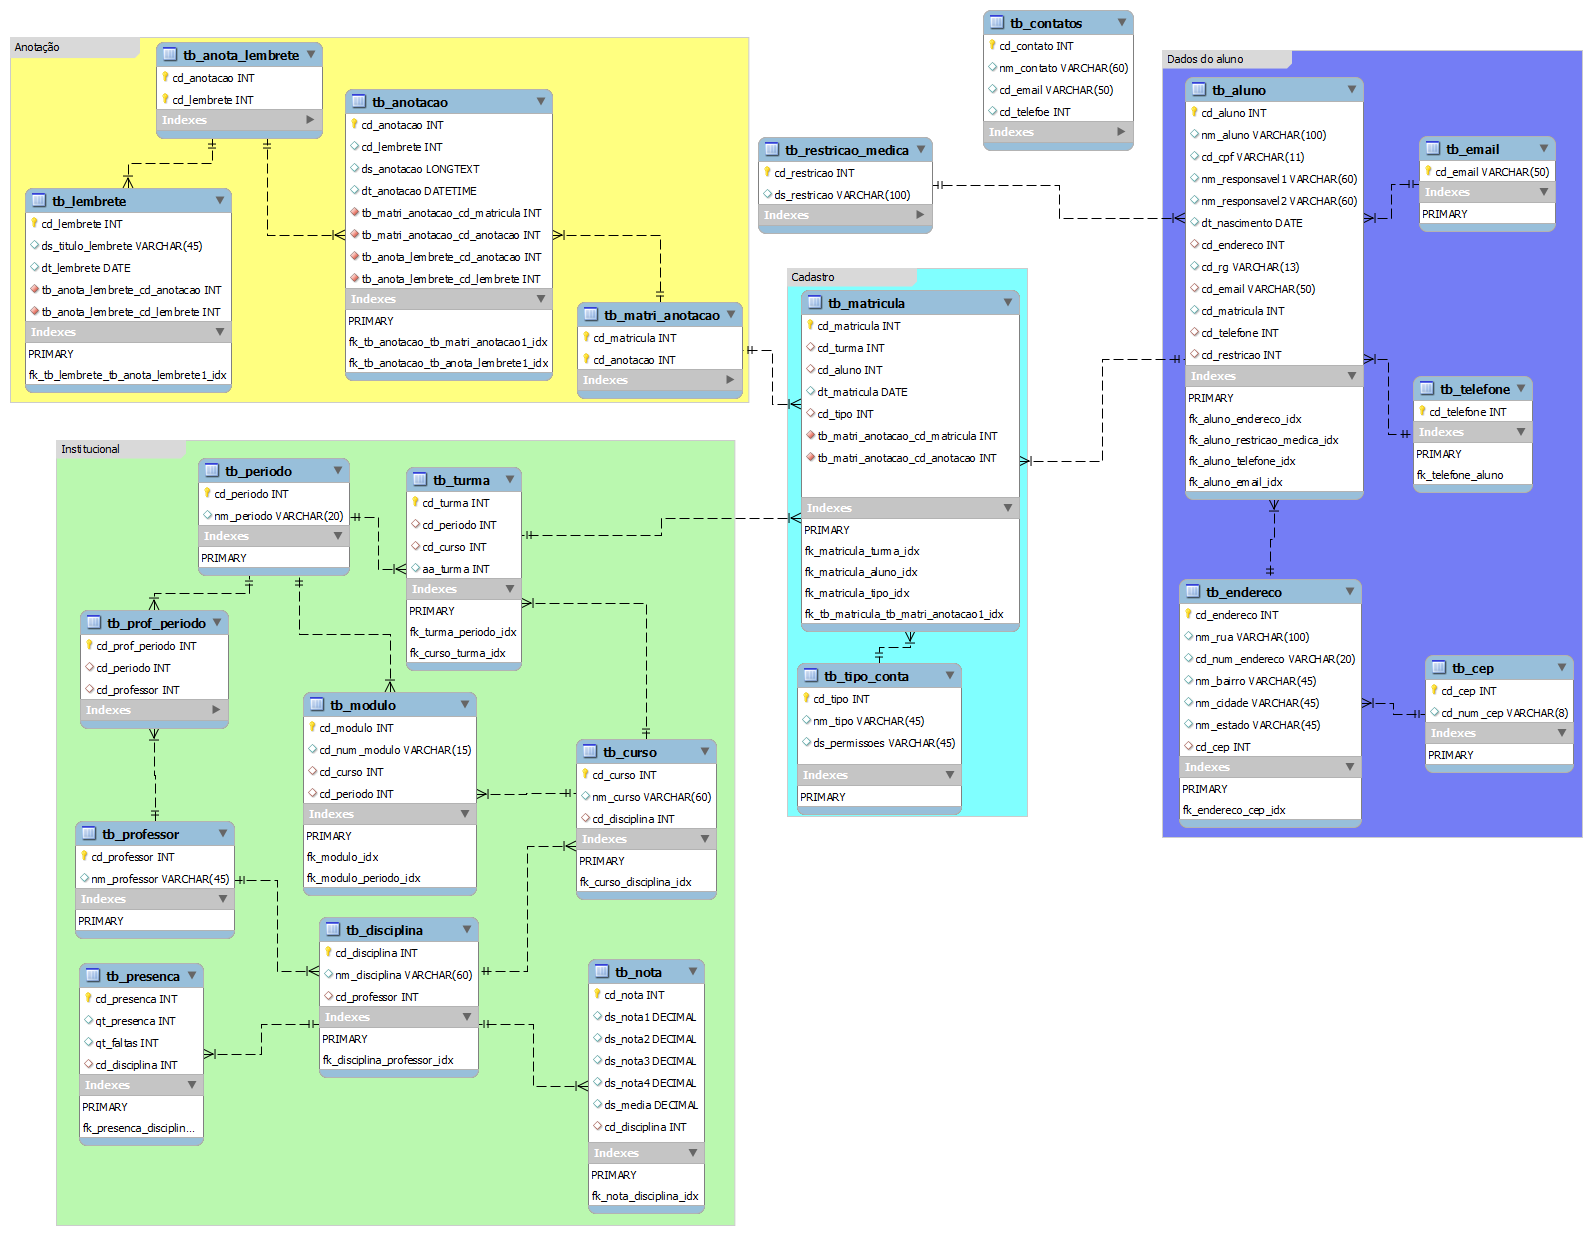 Anotação
tb_anota_lembrete
cd_anotacao INT
cd_lembrete INT
Indexes
tb_anotacao
cd_anotacao INT
cd_lembrete INT
ds_anotacao LONGTEXT
dt_anotacao DATETIME
tb_matri_anotacao_cd_matricula INT
tb_matri_anotacao_cd_anotacao INT
tb_anota_lembrete_cd_anotacao INT
tb_anota_lembrete_cd_lembrete INT
Indexes
PRIMARY
fk_tb_anotacao_tb_matri_anotacao1_idx
fk_tb_anotacao_tb_anota_lembrete1_idx
tb_lembrete
cd_lembrete INT
ds_titulo_lembrete VARCHAR(45)
dt_lembrete DATE
tb_anota_lembrete_cd_anotacao INT
tb_anota_lembrete_cd_lembrete INT
Indexes
PRIMARY
fk_tb_lembrete_tb_anota_lembrete1_idx
tb_matri_anotacao
cd_matricula INT
cd_anotacao INT
Indexes
tb_contatos
cd_contato INT
nm_contato VARCHAR(60)
cd_email VARCHAR(50)
cd_telefoe INT
Indexes
tb_restricao_medica
cd_restricao INT
ds_restricao VARCHAR(100)
Indexes
Dados do aluno
tb_aluno
cd_aluno INT
nm_aluno VARCHAR(100)
cd_cpf VARCHAR(11)
nm_responsavel1 VARCHAR(60)
nm_responsavel2 VARCHAR(60)
dt_nascimento DATE
cd_endereco INT
cd_rg VARCHAR(13)
cd_email VARCHAR(50)
cd_matricula INT
cd_telefone INT
cd_restricao INT
Indexes
PRIMARY
fk_aluno_endereco_idx
fk_aluno_restricao_medica_idx
fk_aluno_telefone_idx
fk_aluno_email_idx
tb_email
cd_email VARCHAR(50)
Indexes
PRIMARY
tb_telefone
cd_telefone INT
Indexes
PRIMARY
fk_telefone_aluno
tb_endereco
cd_endereco INT
nm_rua VARCHAR(100)
cd_num_endereco VARCHAR(20)
nm_bairro VARCHAR(45)
nm_cidade VARCHAR(45)
nm_estado VARCHAR(45)
cd_cep INT
Indexes
PRIMARY
fk_endereco_cep_idx
tb_cep
cd_cep INT
cd_num_cep VARCHAR(8)
Indexes
PRIMARY
Cadastro
tb_matricula
cd_matricula INT
cd_turma INT
cd_aluno INT
dt_matricula DATE
cd_tipo INT
tb_matri_anotacao_cd_matricula INT
tb_matri_anotacao_cd_anotacao INT
Indexes
PRIMARY
fk_matricula_turma_idx
fk_matricula_aluno_idx
fk_matricula_tipo_idx
fk_tb_matricula_tb_matri_anotacao1_idx
tb_tipo_conta
cd_tipo INT
nm_tipo VARCHAR(45)
ds_permissoes VARCHAR(45)
Indexes
PRIMARY
Institucional
tb_periodo
cd_periodo INT
nm_periodo VARCHAR(20)
Indexes
PRIMARY
tb_turma
cd_turma INT
cd_periodo INT
cd_curso INT
aa_turma INT
Indexes
PRIMARY
fk_turma_periodo_idx
fk_curso_turma_idx
tb_prof_periodo
cd_prof_periodo INT
cd_periodo INT
cd_professor INT
Indexes
tb_modulo
cd_modulo INT
cd_num_modulo VARCHAR(15)
cd_curso INT
cd_periodo INT
Indexes
PRIMARY
fk_modulo_idx
fk_modulo_periodo_idx
tb_curso
cd_curso INT
nm_curso VARCHAR(60)
cd_disciplina INT
Indexes
PRIMARY
fk_curso_disciplina_idx
tb_professor
cd_professor INT
nm_professor VARCHAR(45)
Indexes
PRIMARY
tb_disciplina
cd_disciplina INT
nm_disciplina VARCHAR(60)
cd_professor INT
Indexes
PRIMARY
fk_disciplina_professor_idx
tb_presenca
cd_presenca INT
qt_presenca INT
qt_faltas INT
cd_disciplina INT
Indexes
PRIMARY
fk_presenca_disciplin...
tb_nota
cd_nota INT
ds_nota1 DECIMAL
ds_nota2 DECIMAL
ds_nota3 DECIMAL
ds_nota4 DECIMAL
ds_media DECIMAL
cd_disciplina INT
Indexes
PRIMARY
fk_nota_disciplina_idx